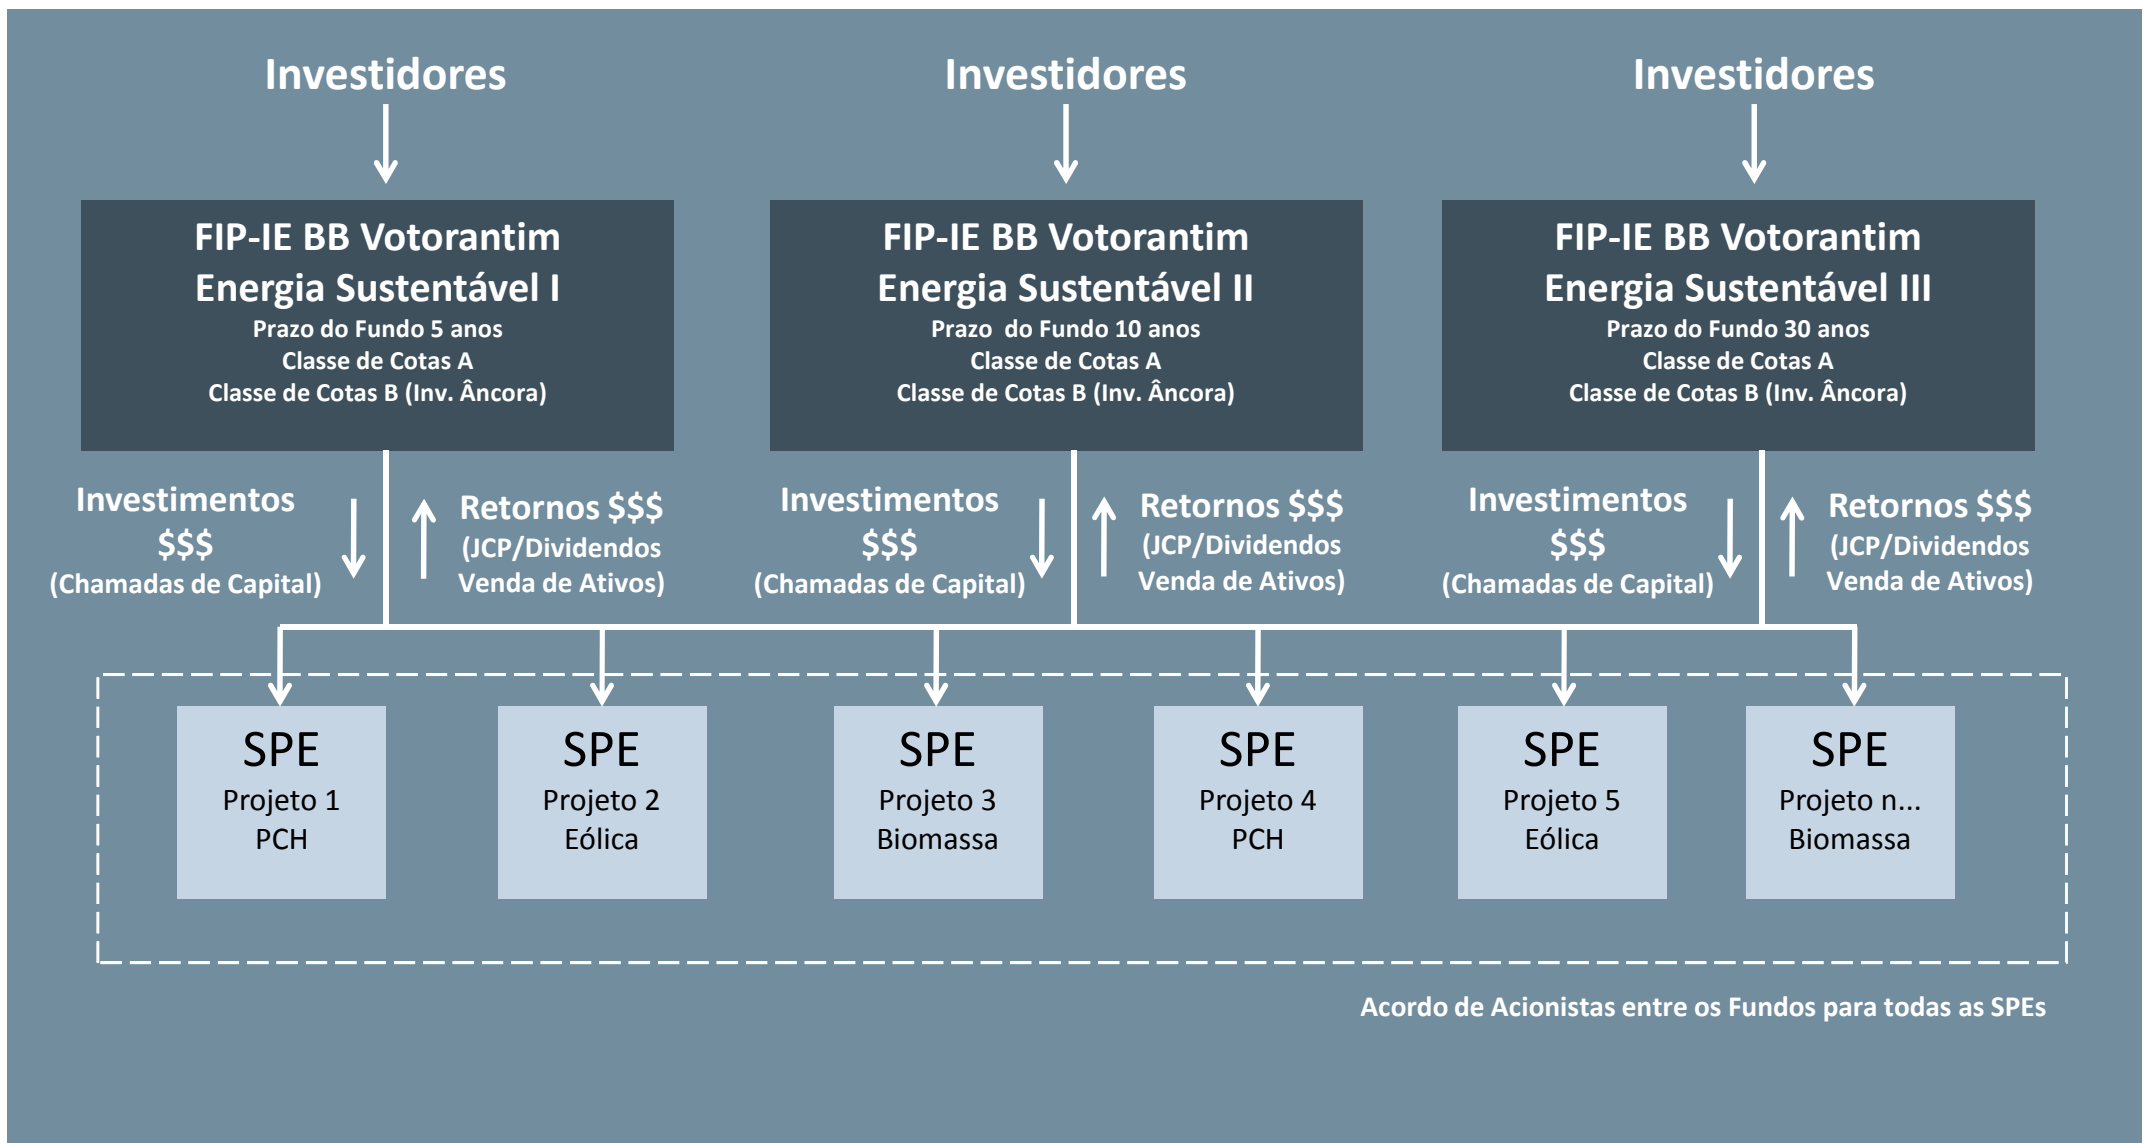 Investidores
Investidores
Investidores
FIP-IE BB Votorantim
Energia Sustentável I
Prazo do Fundo 5 anos
Classe de Cotas A
Classe de Cotas B (Inv. Âncora)
FIP-IE BB Votorantim
Energia Sustentável II
Prazo  do Fundo 10 anos
Classe de Cotas A
Classe de Cotas B (Inv. Âncora)
FIP-IE BB Votorantim
Energia Sustentável III
Prazo do Fundo 30 anos
Classe de Cotas A
Classe de Cotas B (Inv. Âncora)
Investimentos
$$$
(Chamadas de Capital)
Retornos $$$
(JCP/Dividendos
Venda de Ativos)
Investimentos
$$$
(Chamadas de Capital)
Retornos $$$
(JCP/Dividendos
Venda de Ativos)
Investimentos
$$$
(Chamadas de Capital)
Retornos $$$
(JCP/Dividendos
Venda de Ativos)
SPE
Projeto 1
PCH
SPE
Projeto 2
Eólica
SPE
Projeto 3
Biomassa
SPE
Projeto 4
PCH
SPE
Projeto 5
Eólica
SPE
Projeto n...
Biomassa
Acordo de Acionistas entre os Fundos para todas as SPEs